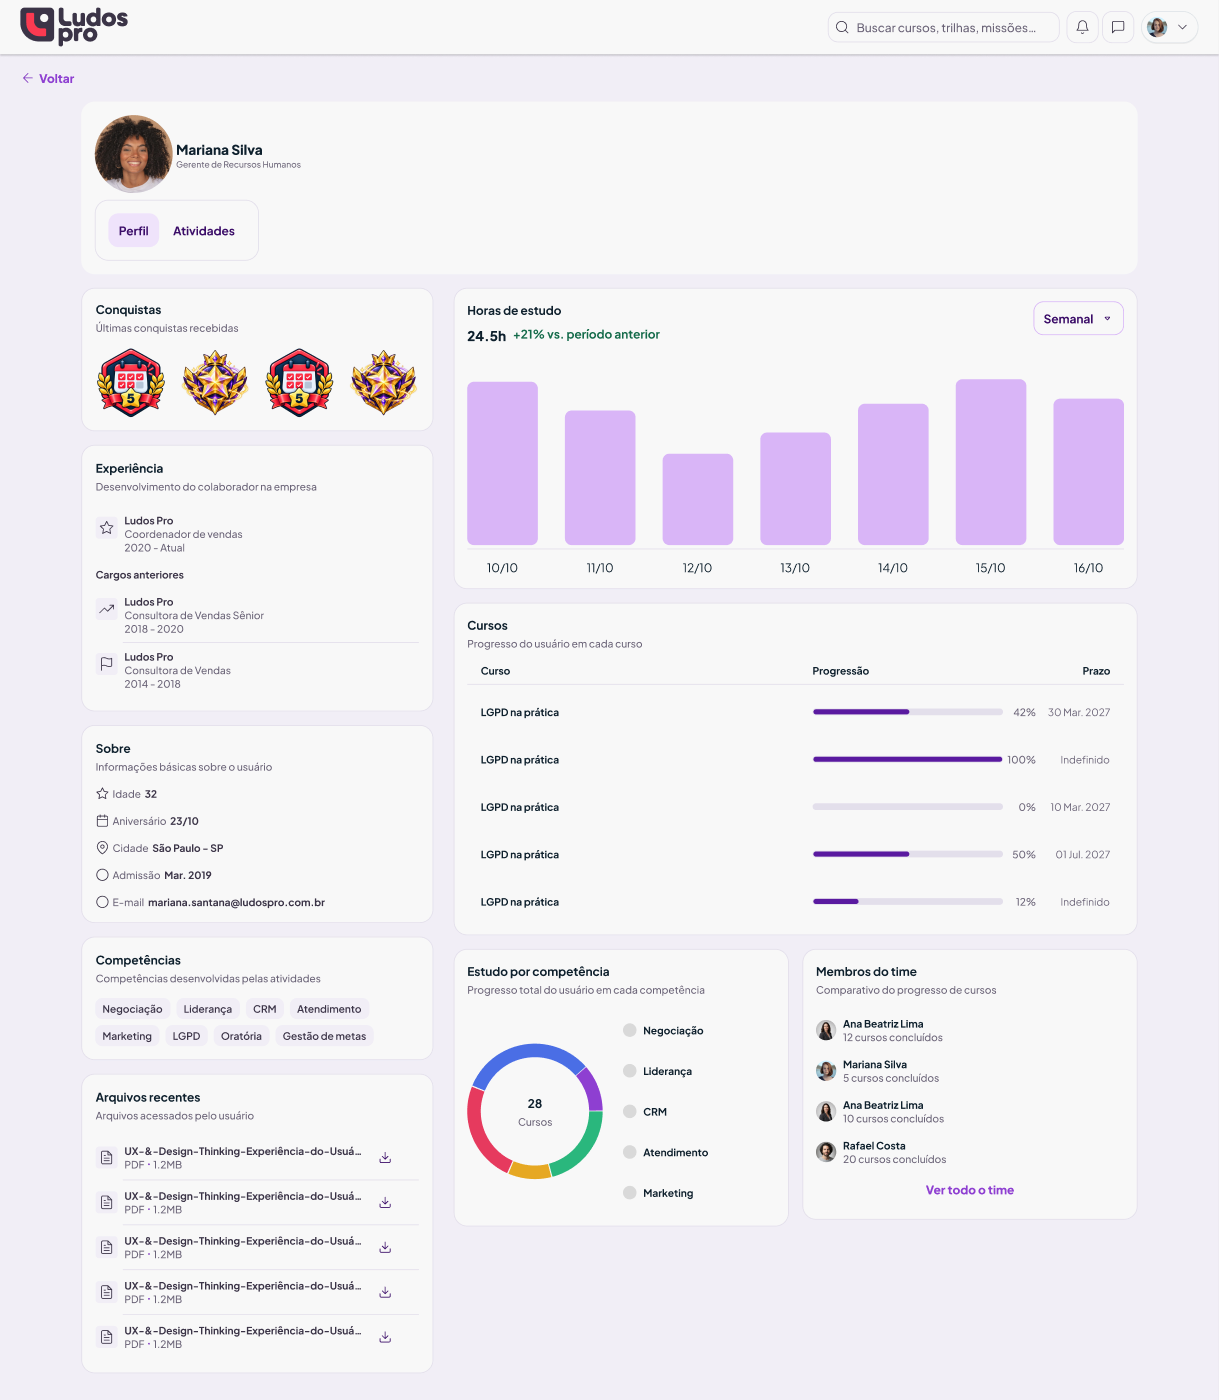 Ludos
pro
Buscar cursos, trilhas, missões...
Voltar
Mariana Silva
Gerente de Recursos Humanos
Perfil
Atividades
Conquistas
Últimas conquistas recebidas
5
5
Experiência
Desenvolvimento do colaborador na empresa
Ludos Pro
Coordenador de vendas
2020 - Atual
Cargos anteriores
Ludos Pro
Consultora de Vendas Sênior
2018 - 2020
Ludos Pro
Consultora de Vendas
2014 - 2018
Sobre
Informações básicas sobre o usuário
Idade 32
Aniversário 23/10
Cidade São Paulo - SP
Admissão Mar. 2019
E-mail mariana.santana@ludospro.com.br
Competências
Competências desenvolvidas pelas atividades
Negociação Liderança CRM Atendimento
Marketing LGPD Oratória Gestão de metas
Arquivos recentes
Arquivos acessados pelo usuário
UX-&-Design-Thinking-Experiência-do-Usuá...
PDF • 1.2MB
UX-&-Design-Thinking-Experiência-do-Usuá...
PDF • 1.2MB
UX-&-Design-Thinking-Experiência-do-Usuá...
PDF • 1.2MB
UX-&-Design-Thinking-Experiência-do-Usuá...
PDF • 1.2MB
UX-&-Design-Thinking-Experiência-do-Usuá...
PDF • 1.2MB
Horas de estudo
24.5h +21% vs. período anterior
Semanal
10/10 11/10 12/10 13/10 14/10 15/10 16/10
Cursos
Progresso do usuário em cada curso
Curso Progressão Prazo
LGPD na prática 42% 30 Mar. 2027
LGPD na prática 100% Indefinido
LGPD na prática 0% 10 Mar. 2027
LGPD na prática 50% 01 Jul. 2027
LGPD na prática 12% Indefinido
Estudo por competência
Progresso total do usuário em cada competência
28
Cursos
Negociação
Liderança
CRM
Atendimento
Marketing
Membros do time
Comparativo do progresso de cursos
Ana Beatriz Lima
12 cursos concluídos
Mariana Silva
5 cursos concluídos
Ana Beatriz Lima
10 cursos concluídos
Rafael Costa
20 cursos concluídos
Ver todo o time